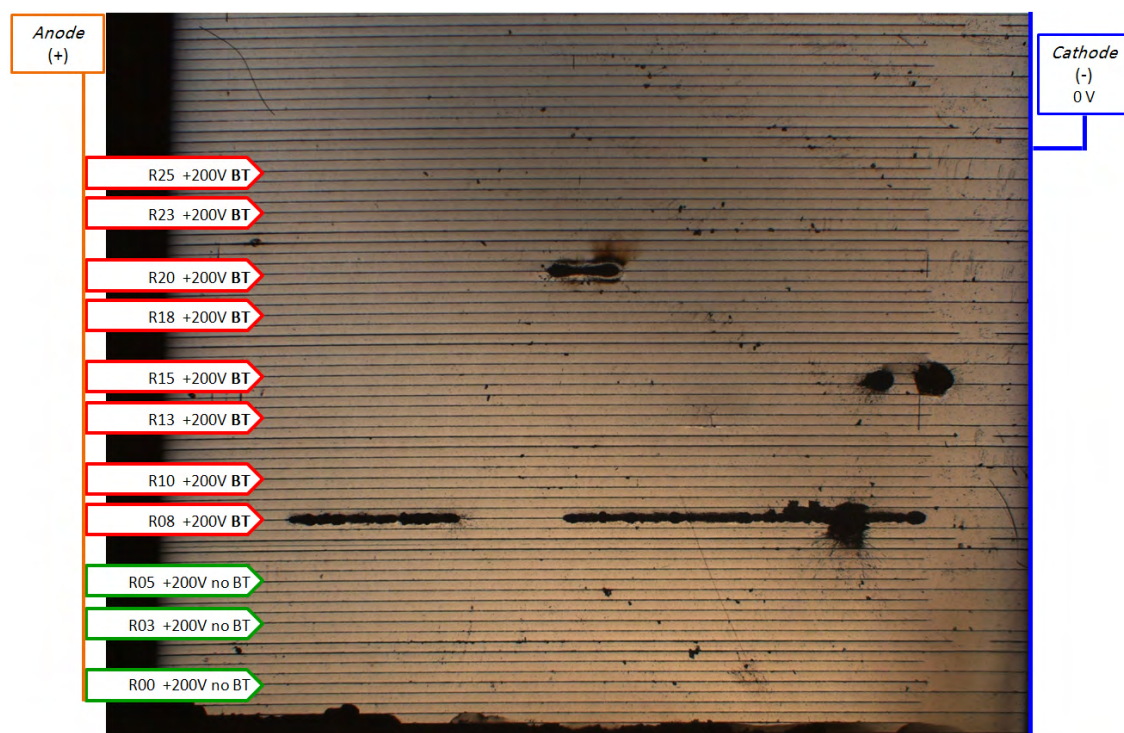 Anode
(+)
Cathode
(-)
0 V
R25 +200V BT
R23 +200V BT
R20 +200V BT
R18 +200V BT
R15 +200V BT
R13 +200V BT
R10 +200V BT
R08 +200V BT
R05 +200V no BT
R03 +200V no BT
R00 +200V no BT